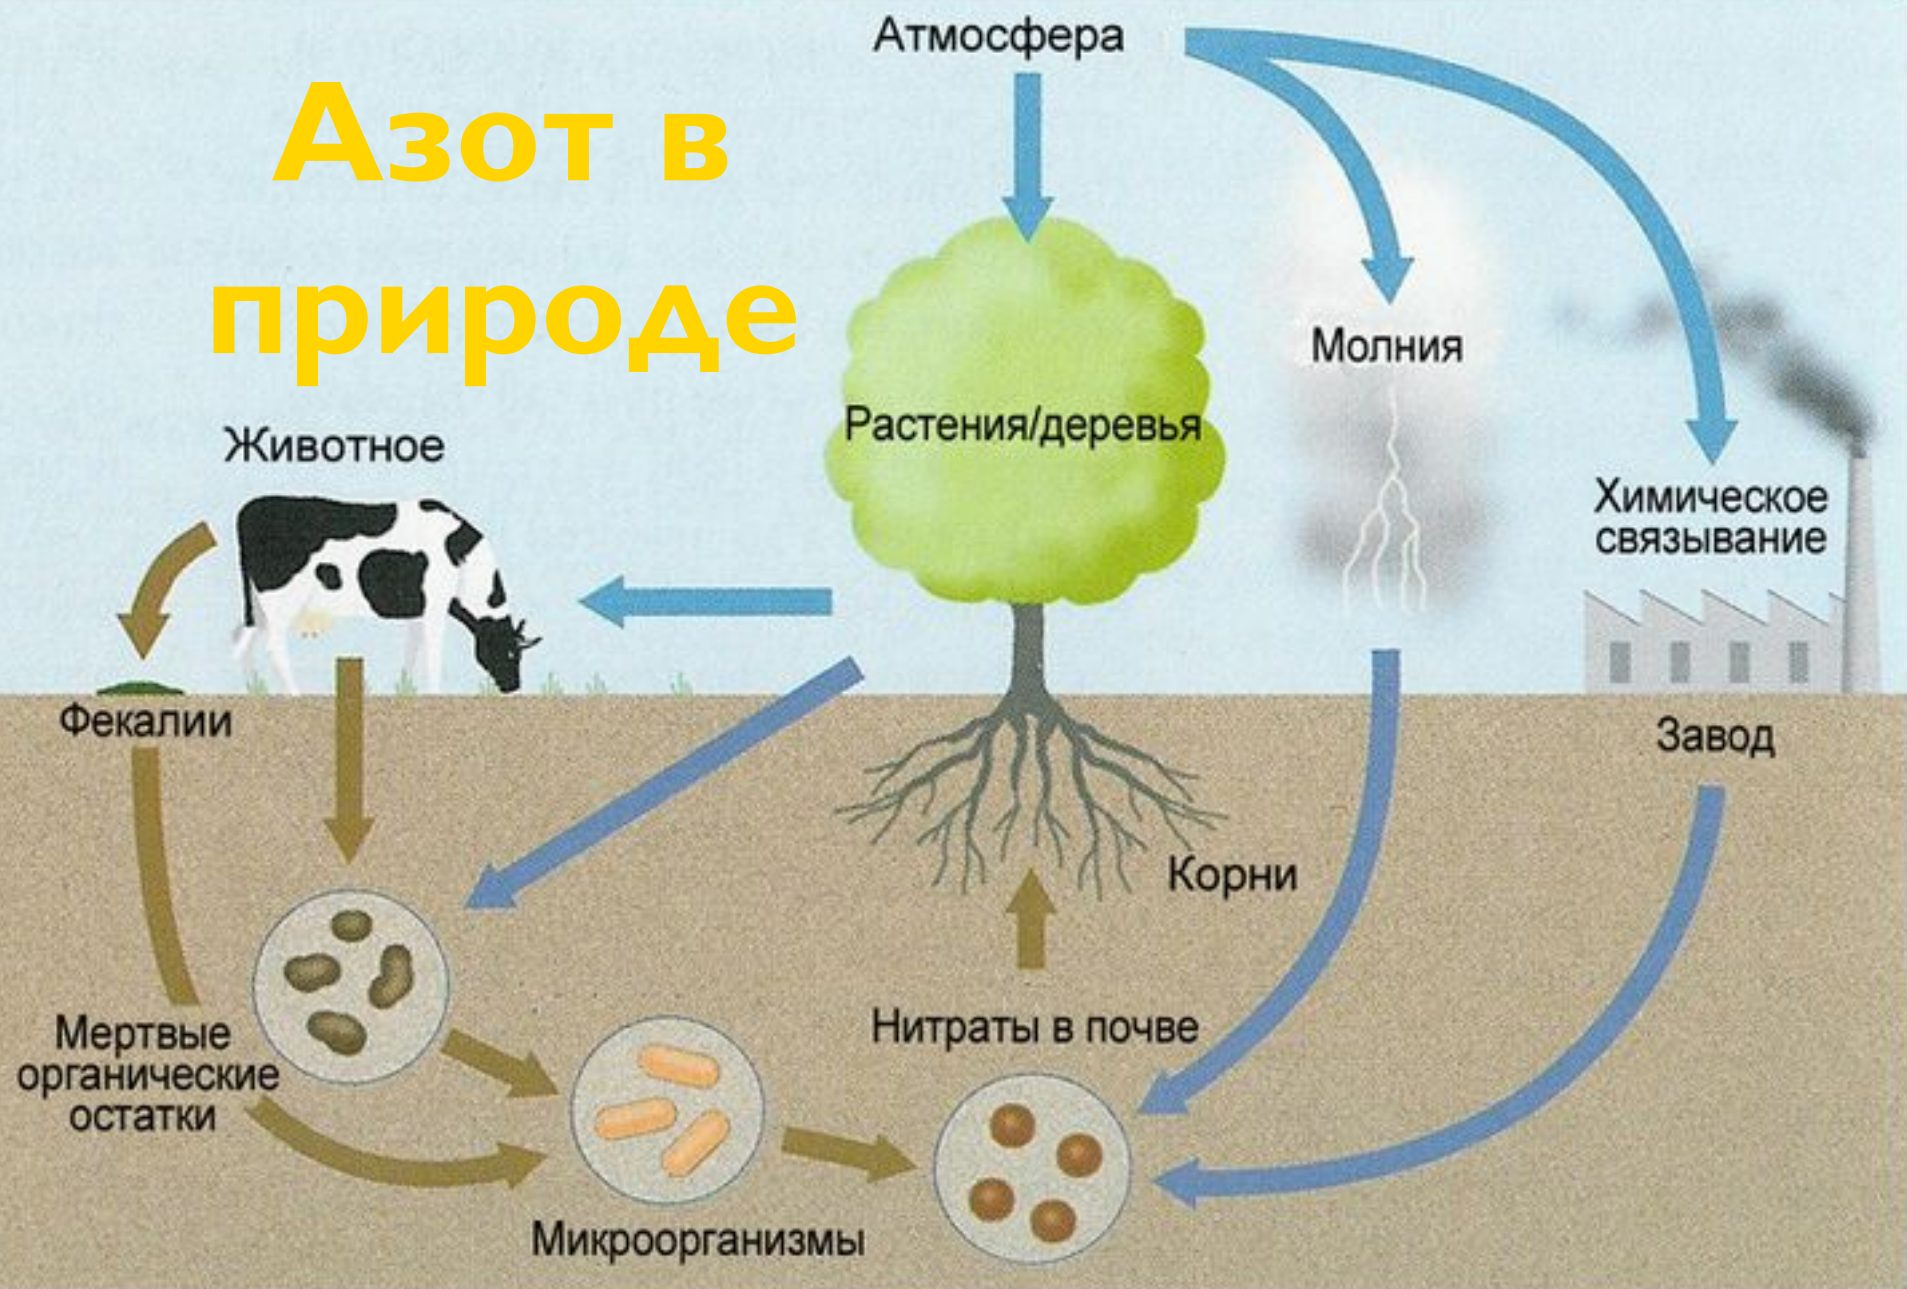 Атмосфера
Азот в
природе
Молния
Растения/деревья
Животное
Химическое
связывание
Фекалии
Завод
Корни
Нитраты в почве
Мертвые
органические
остатки
Микроорганизмы